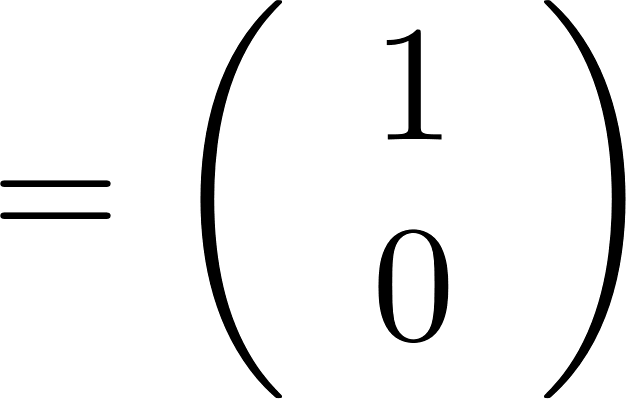 = ( 1
0 )